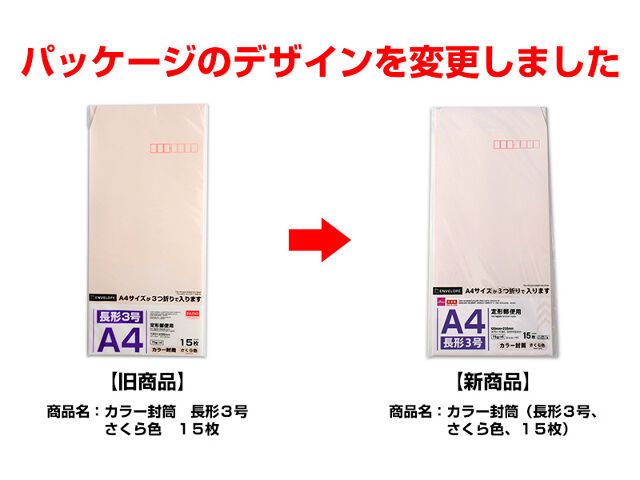 パッケージのデザインを変更しました
ENVELOPE A4サイズが3つ折りで入ります
長形3号
A4
定形郵便用
15枚
カラー封筒 さくら色
A4サイズが3つ折りで入ります
A4
長形3号
定形郵便用
120mm×235mm
15枚
カラー封筒 さくら色
【旧商品】
商品名:カラー封筒 長形3号
さくら色 15枚
【新商品】
商品名:カラー封筒(長形3号、
さくら色、15枚)